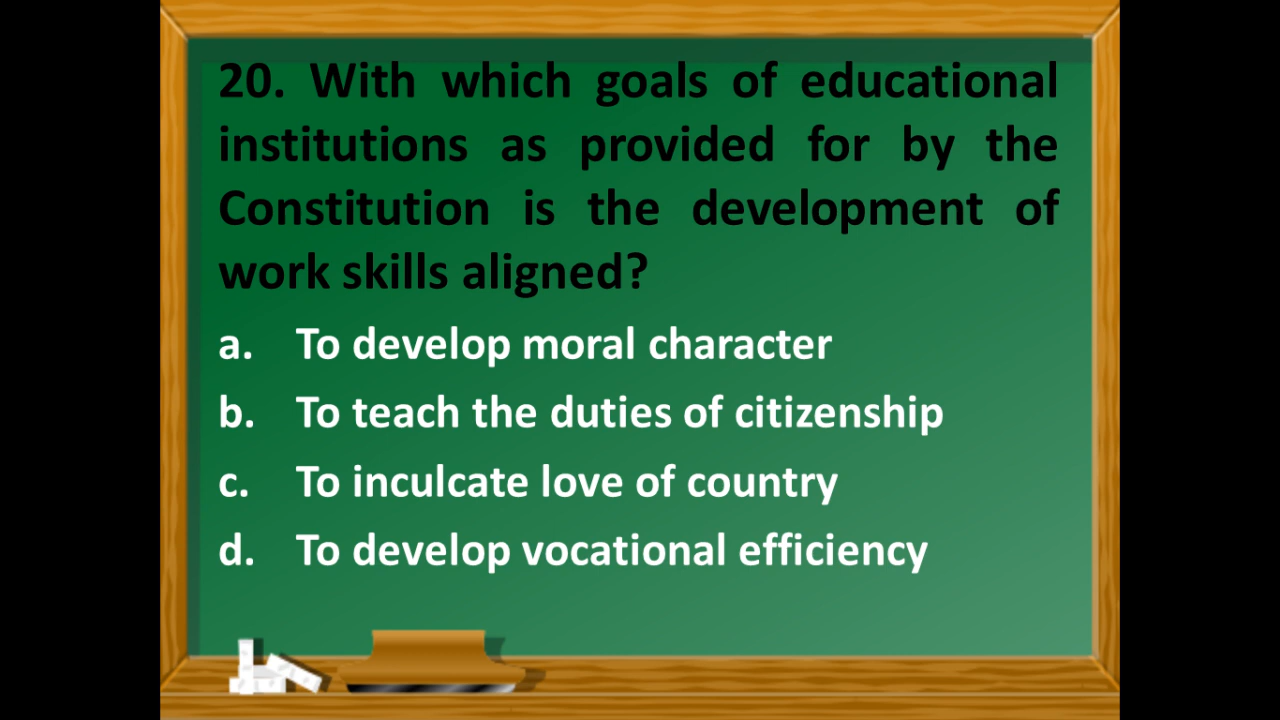 20. With which goals of educational
institutions as provided for by the
Constitution is the development of
work skills aligned?
a. To develop moral character
b. To teach the duties of citizenship
c. To inculcate love of country
d. To develop vocational efficiency